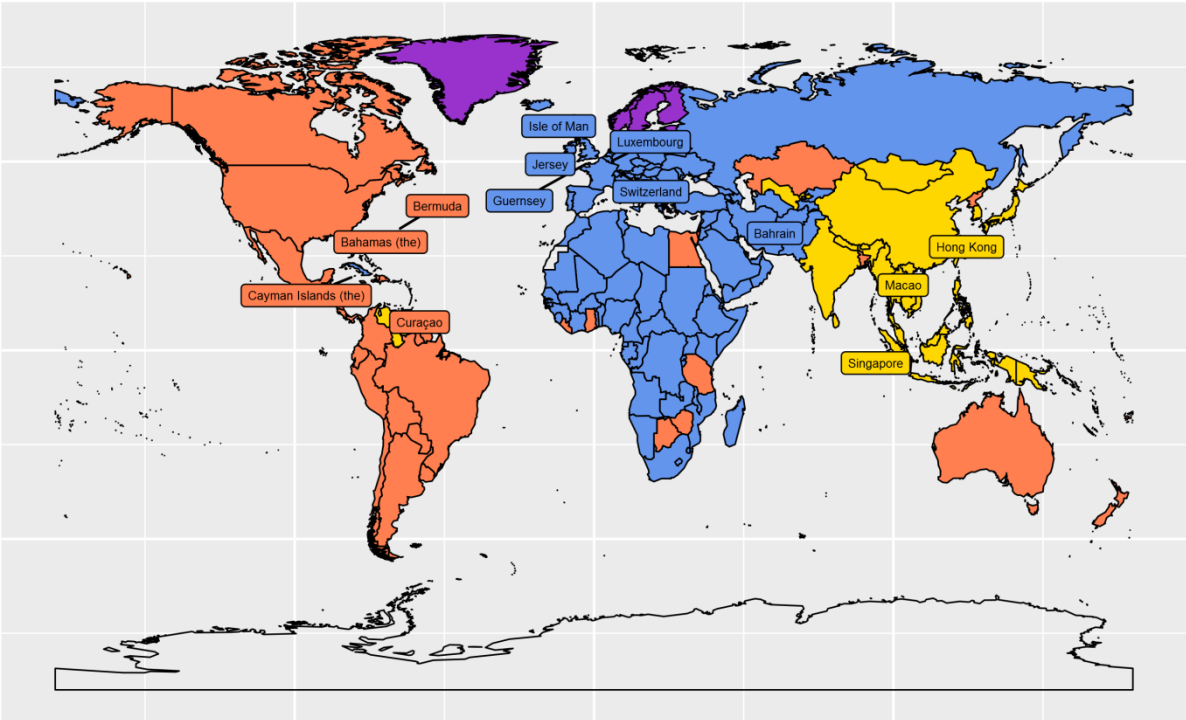 Isle of Man
Luxembourg
Jersey
Switzerland
Guernsey
Bermuda
Bahrain
Bahamas (the)
Hong Kong
Macao
Cayman Islands (the)
Curaçao
Singapore